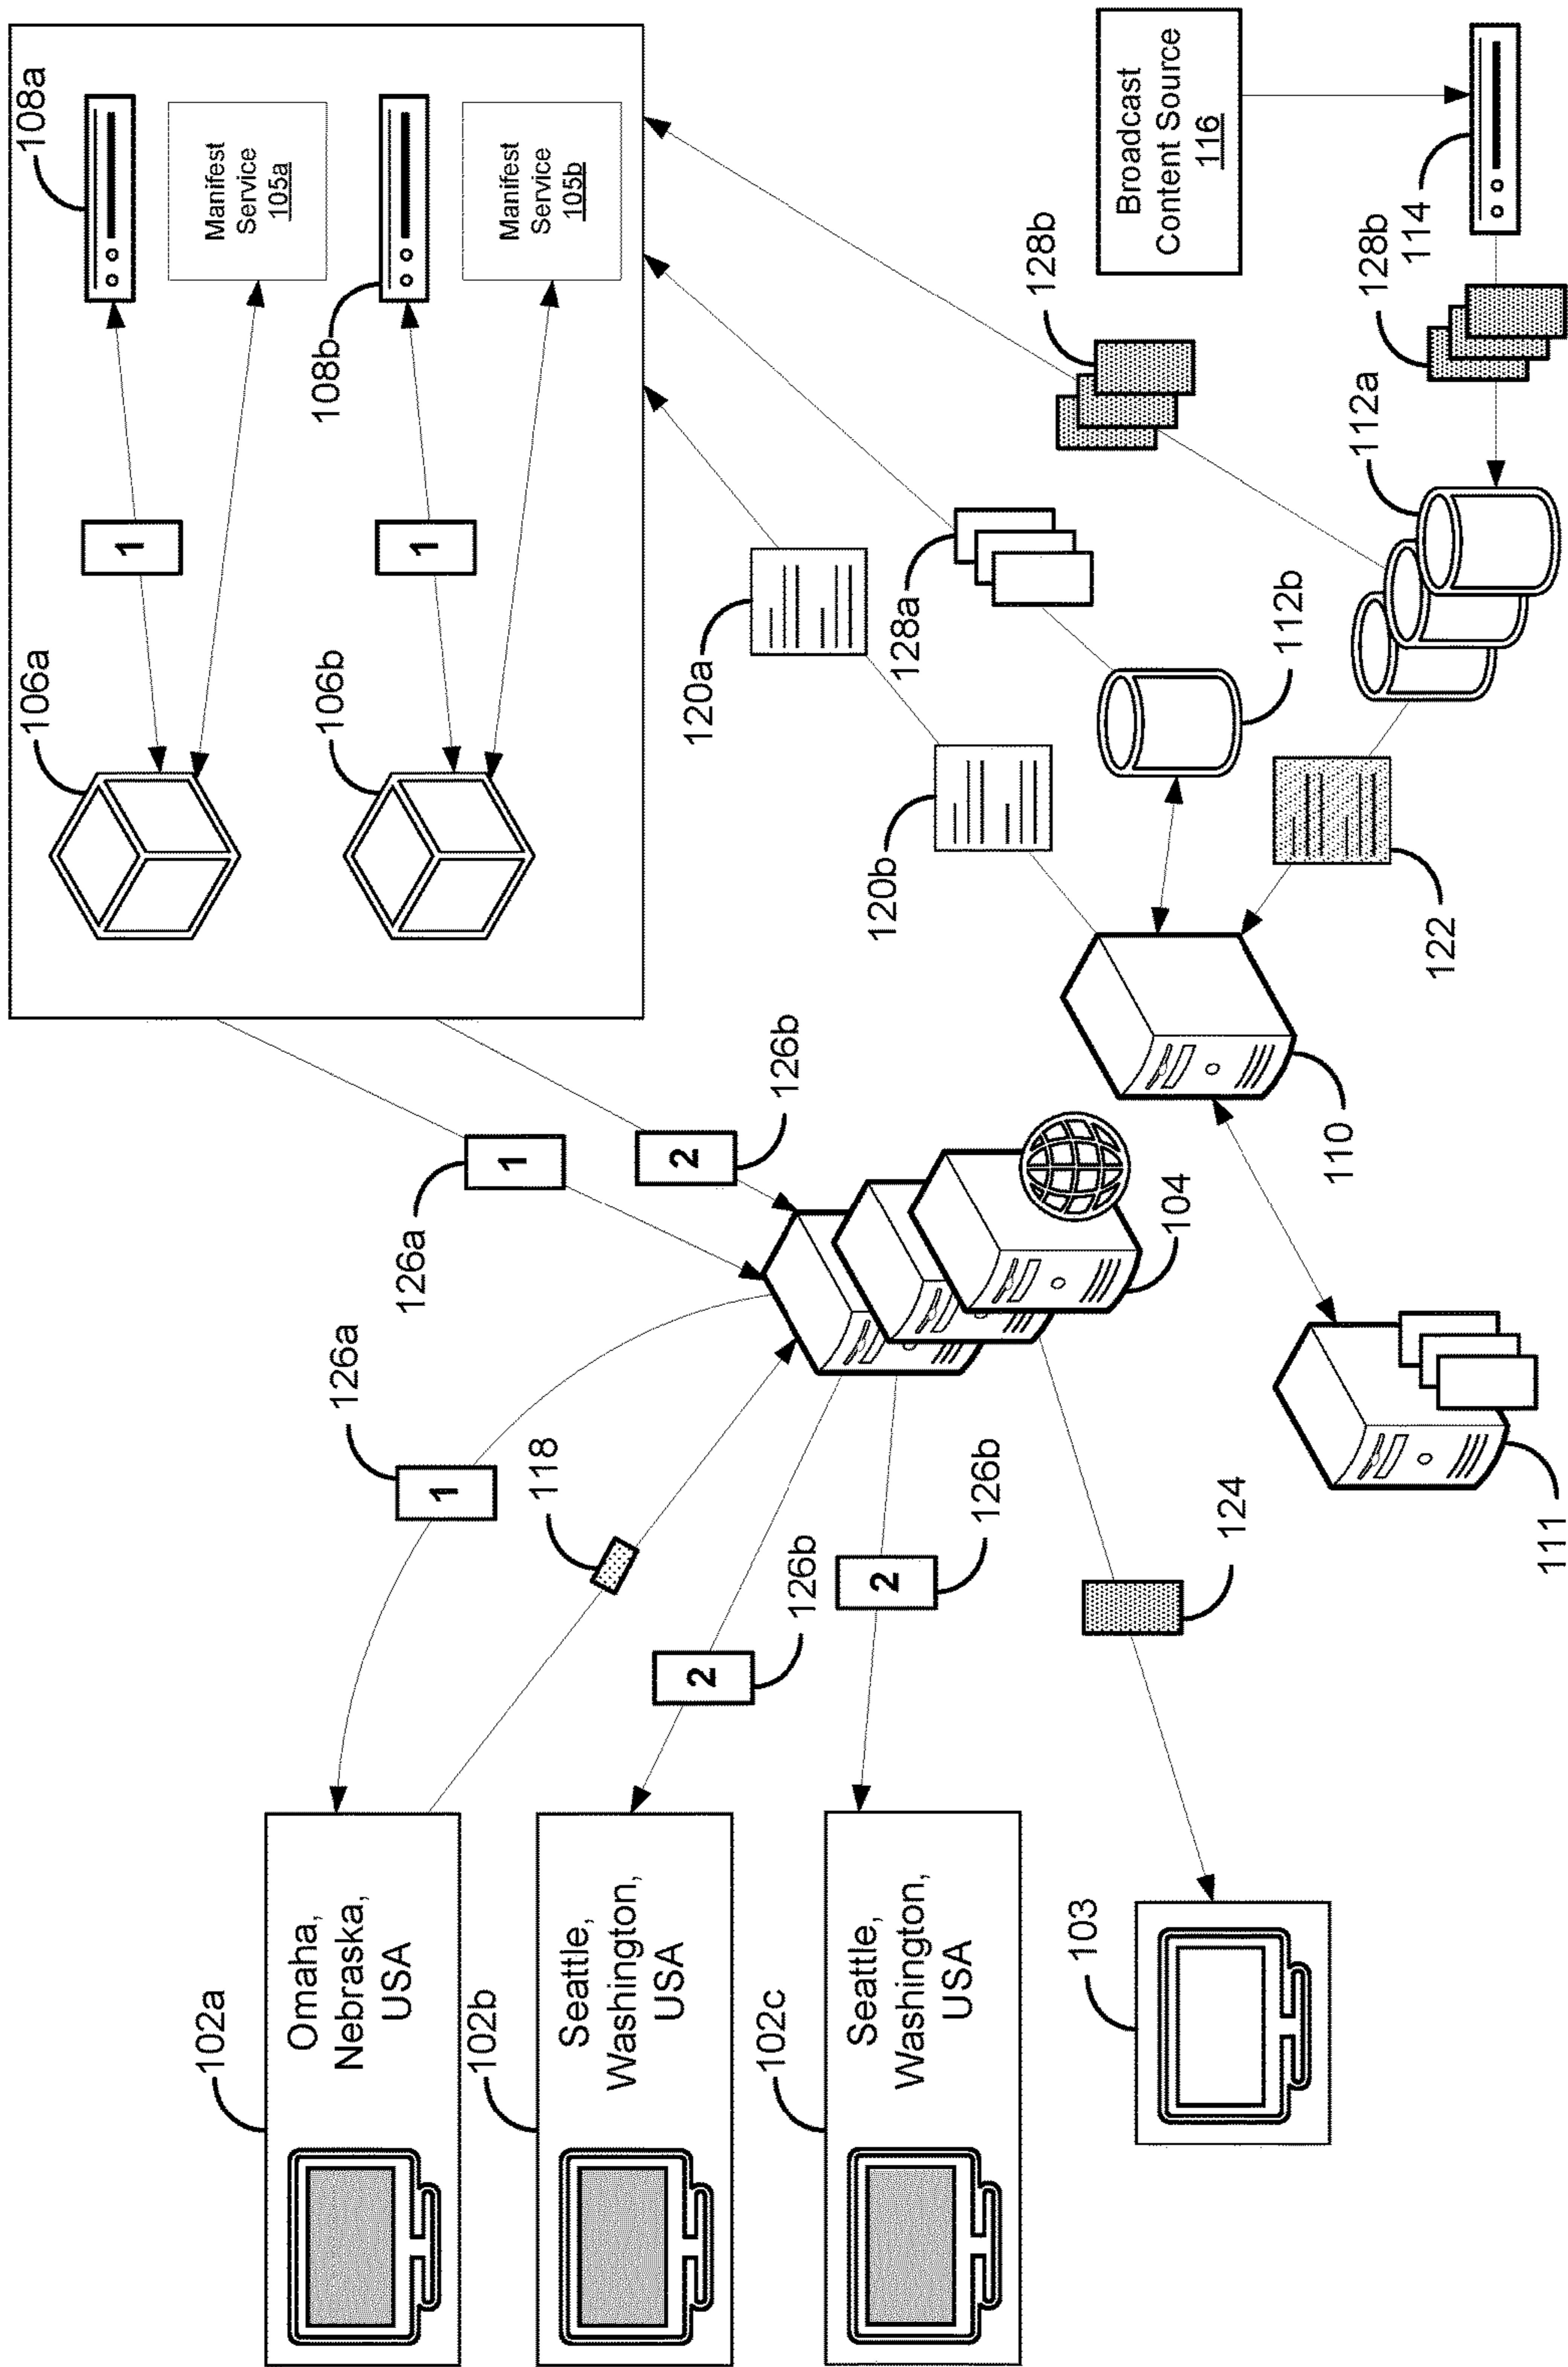 102a
Omaha,
Nebraska,
USA
102b
Seattle,
Washington,
USA
102c
Seattle,
Washington,
USA
103
126a
1
118
2
126b
2
126b
124
126a
1
2
126b
104
111
110
106a
1
108a
Manifest
Service
105a
106b
1
108b
Manifest
Service
105b
120a
120b
128a
112b
122
128b
112a
128b
114
Broadcast
Content Source
116